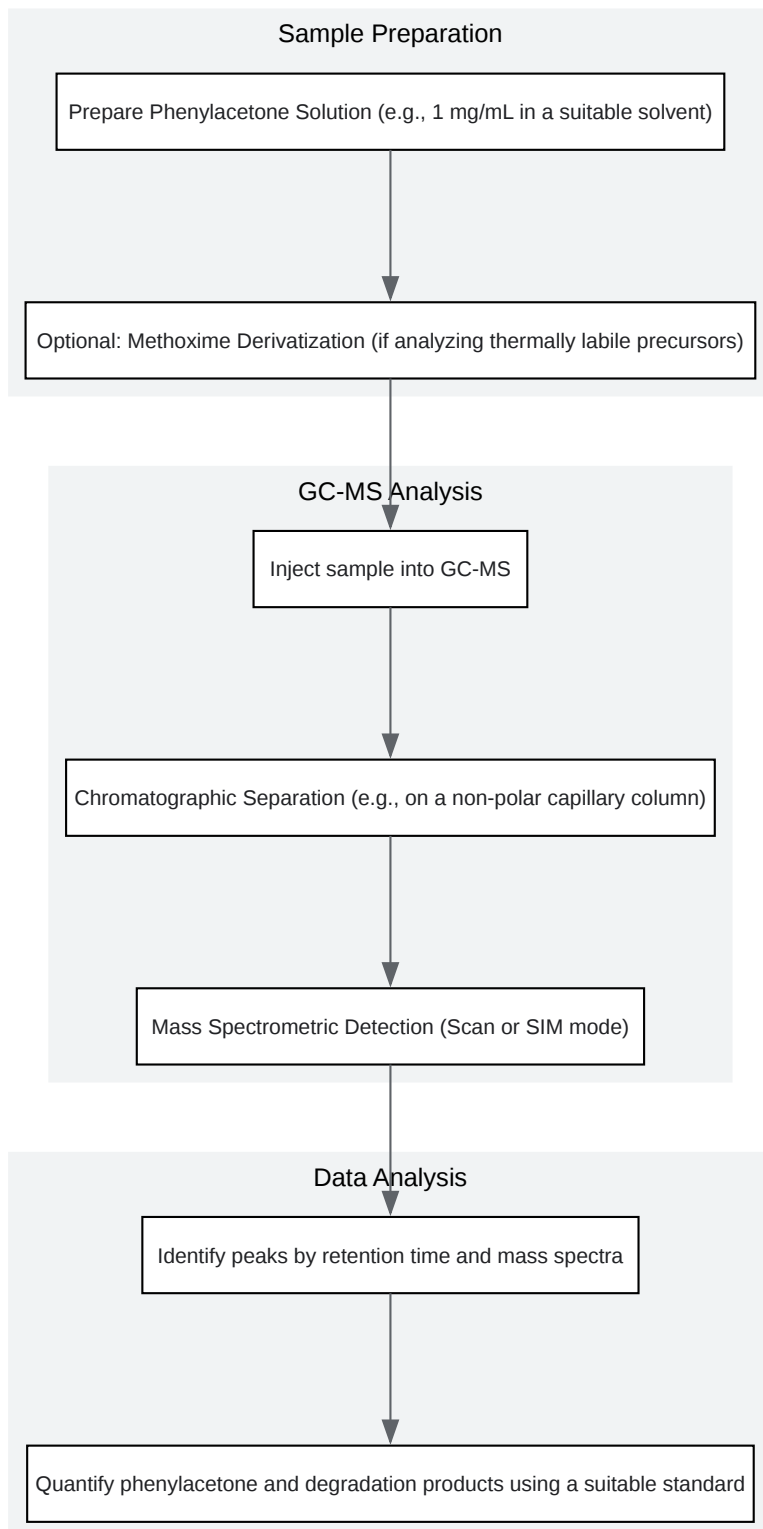 Sample Preparation
Prepare Phenylacetone Solution (e.g., 1 mg/mL in a suitable solvent)
Optional: Methoxime Derivatization (if analyzing thermally labile precursors)
GC-MS Analysis
Inject sample into GC-MS
Chromatographic Separation (e.g., on a non-polar capillary column)
Mass Spectrometric Detection (Scan or SIM mode)
Data Analysis
Identify peaks by retention time and mass spectra
Quantify phenylacetone and degradation products using a suitable standard